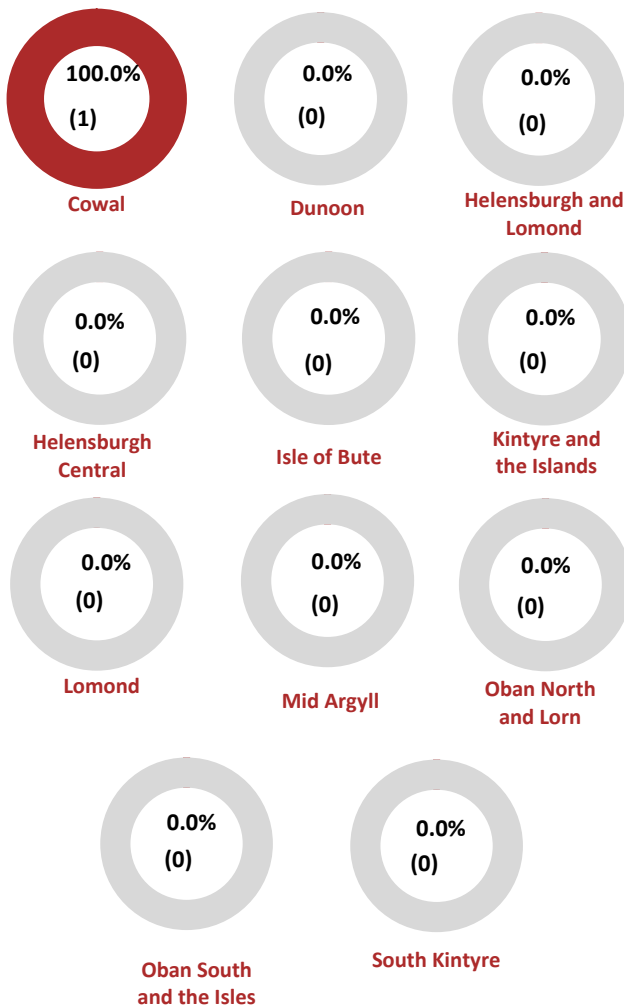 100.0%
(1)
Cowal
0.0%
(0)
Dunoon
0.0%
(0)
Helensburgh and
Lomond
0.0%
(0)
Helensburgh
Central
0.0%
(0)
Isle of Bute
0.0%
(0)
Kintyre and
the Islands
0.0%
(0)
Lomond
0.0%
(0)
Mid Argyll
0.0%
(0)
Oban North
and Lorn
0.0%
(0)
Oban South
and the Isles
0.0%
(0)
South Kintyre